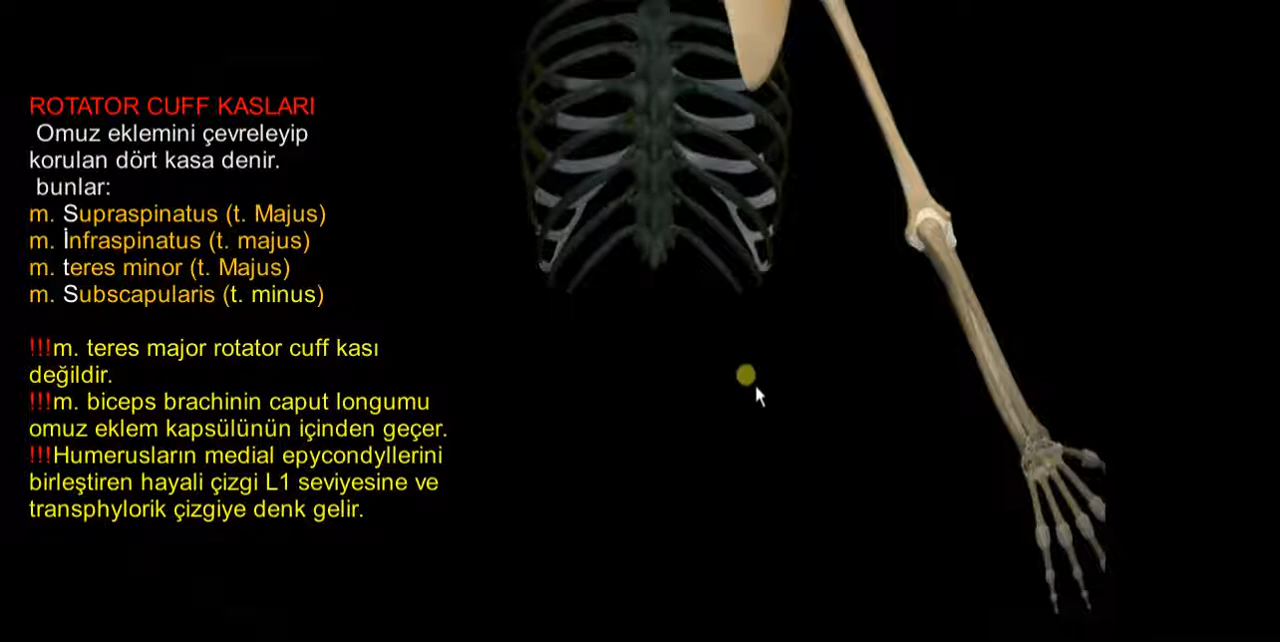 ROTATOR CUFF KASLARI
Omuz eklemini çevreleyip
korulan dört kasa denir.
bunlar:
m. Supraspinatus (t. Majus)
m. İnfraspinatus (t. majus)
m. teres minor (t. Majus)
m. Subscapularis (t. minus)
!!!m. teres major rotator cuff kası
değildir.
!!!m. biceps brachinin caput longumu
omuz eklem kapsülünün içinden geçer.
!!!Humerusların medial epycondyllerini
birleştiren hayali çizgi L1 seviyesine ve
transphylorik çizgiye denk gelir.